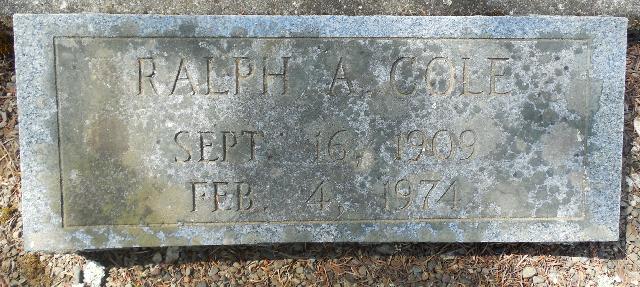 RALPH A. COLE
SEPT. 16, 1909
FEB. 4, 1974